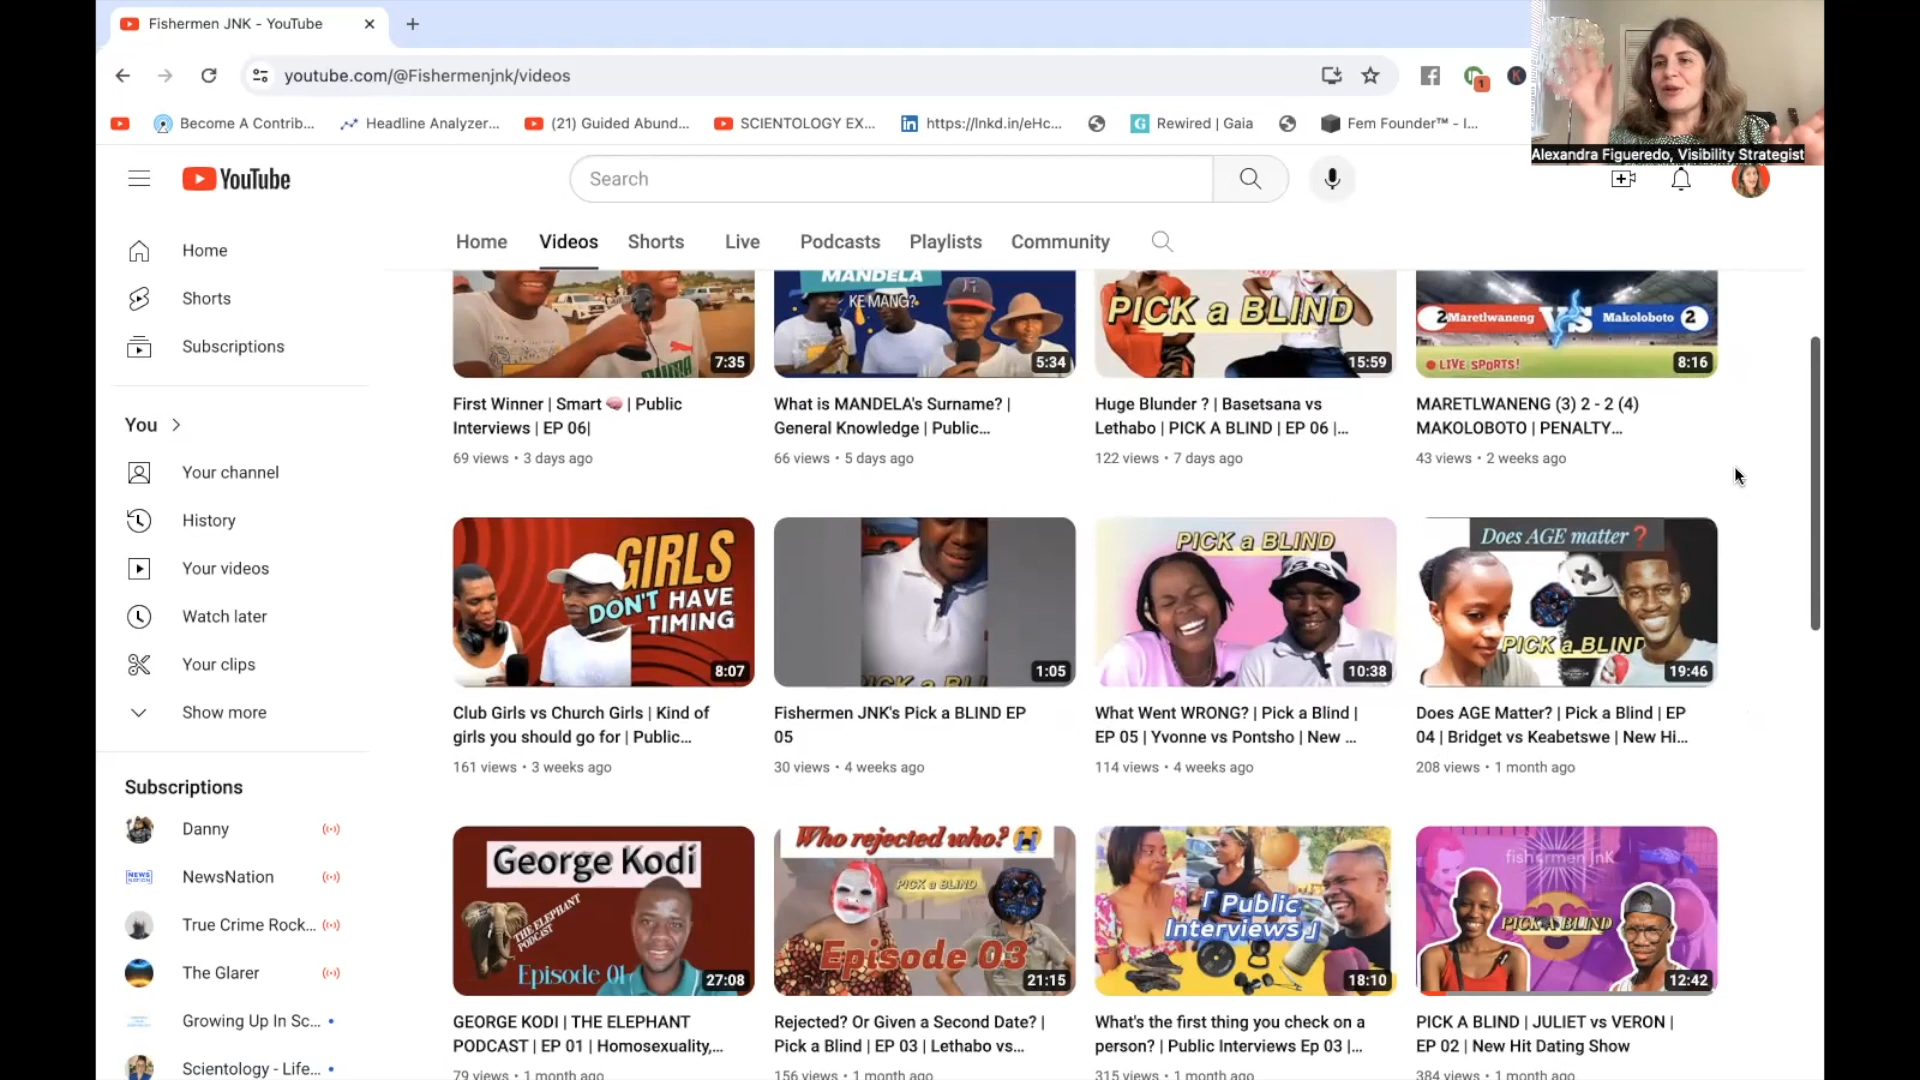 Fishermen JNK - YouTube
youtube.com/@Fishermenjnk/videos
1
K
Become A Contrib...
Headline Analyzer...
(21) Guided Abund...
SCIENTOLOGY EX...
https://lnkd.in/eHc...
G
Rewired | Gaia
Fem Founder™ - I...
Alexandra Figueredo, Visibility Strategist
YouTube
Search
Home
Videos
Shorts
Live
Podcasts
Playlists
Community
Home
Shorts
Subscriptions
You
Your channel
History
Your videos
Watch later
Your clips
Show more
Subscriptions
Danny
NEWS
NATION
NewsNation
True Crime Rock...
The Glarer
Growing Up In Sc...
Scientology - Life...
PUMA
7:35
First Winner | Smart 🧠 | Public
Interviews | EP 06|
69 views • 3 days ago
MANDELA
KE MANG?
5:34
What is MANDELA's Surname? |
General Knowledge | Public...
66 views • 5 days ago
PICK a BLIND
15:59
Huge Blunder ? | Basetsana vs
Lethabo | PICK A BLIND | EP 06 |...
122 views • 7 days ago
2 Maretlwaneng VS Makoloboto 2
LIVE SPORTS!
8:16
MARETLWANENG (3) 2 - 2 (4)
MAKOLOBOTO | PENALTY...
43 views • 2 weeks ago
GIRLS
DON'T HAVE
TIMING
8:07
Club Girls vs Church Girls | Kind of
girls you should go for | Public...
161 views • 3 weeks ago
PICK a BLI
1:05
Fishermen JNK's Pick a BLIND EP
05
30 views • 4 weeks ago
PICK a BLIND
10:38
What Went WRONG? | Pick a Blind |
EP 05 | Yvonne vs Pontsho | New ...
114 views • 4 weeks ago
Does AGE matter ❓
PICK a BLIND
19:46
Does AGE Matter? | Pick a Blind | EP
04 | Bridget vs Keabetswe | New Hi...
208 views • 1 month ago
George Kodi
THE ELEPHANT
PODCAST
Episode 01
27:08
GEORGE KODI | THE ELEPHANT
PODCAST | EP 01 | Homosexuality,...
79 views • 1 month ago
Who rejected who? 😭
PICK a BLIND
Episode 03
21:15
Rejected? Or Given a Second Date? |
Pick a Blind | EP 03 | Lethabo vs...
156 views • 1 month ago
「Public
Interviews」
18:10
What's the first thing you check on a
person? | Public Interviews Ep 03 |...
315 views • 1 month ago
fishermen jnk
PICK A BLIND
12:42
PICK A BLIND | JULIET vs VERON |
EP 02 | New Hit Dating Show
384 views • 1 month ago